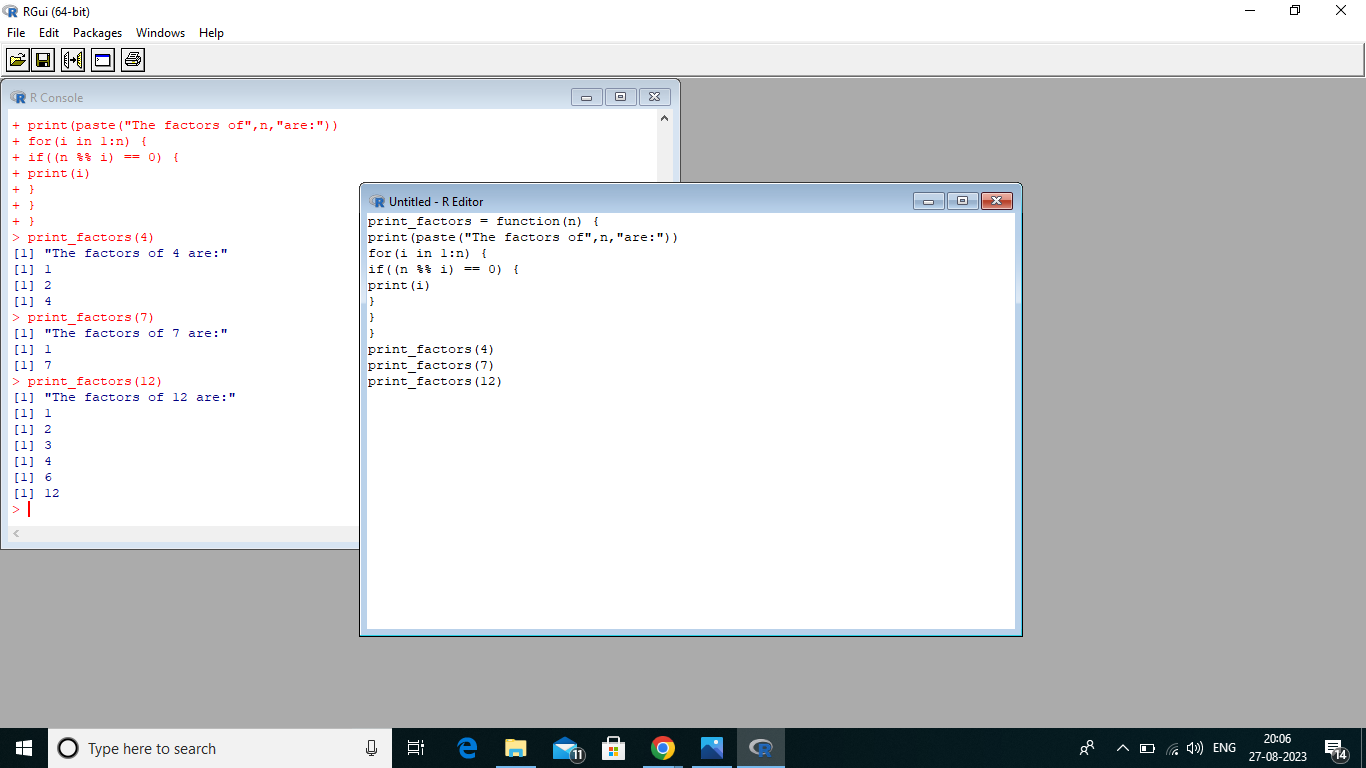 RGui (64-bit)
File Edit Packages Windows Help
R Console
+ print(paste("The factors of",n,"are:"))
+ for(i in 1:n) {
+ if((n %% i) == 0) {
+ print(i)
+ }
+ }
+ }
> print_factors(4)
[1] "The factors of 4 are:"
[1] 1
[1] 2
[1] 4
> print_factors(7)
[1] "The factors of 7 are:"
[1] 1
[1] 7
> print_factors(12)
[1] "The factors of 12 are:"
[1] 1
[1] 2
[1] 3
[1] 4
[1] 6
[1] 12
>
Untitled - R Editor
print_factors = function(n) {
print(paste("The factors of",n,"are:"))
for(i in 1:n) {
if((n %% i) == 0) {
print(i)
}
}
}
print_factors(4)
print_factors(7)
print_factors(12)
Type here to search
11
ENG
20:06
27-08-2023
14